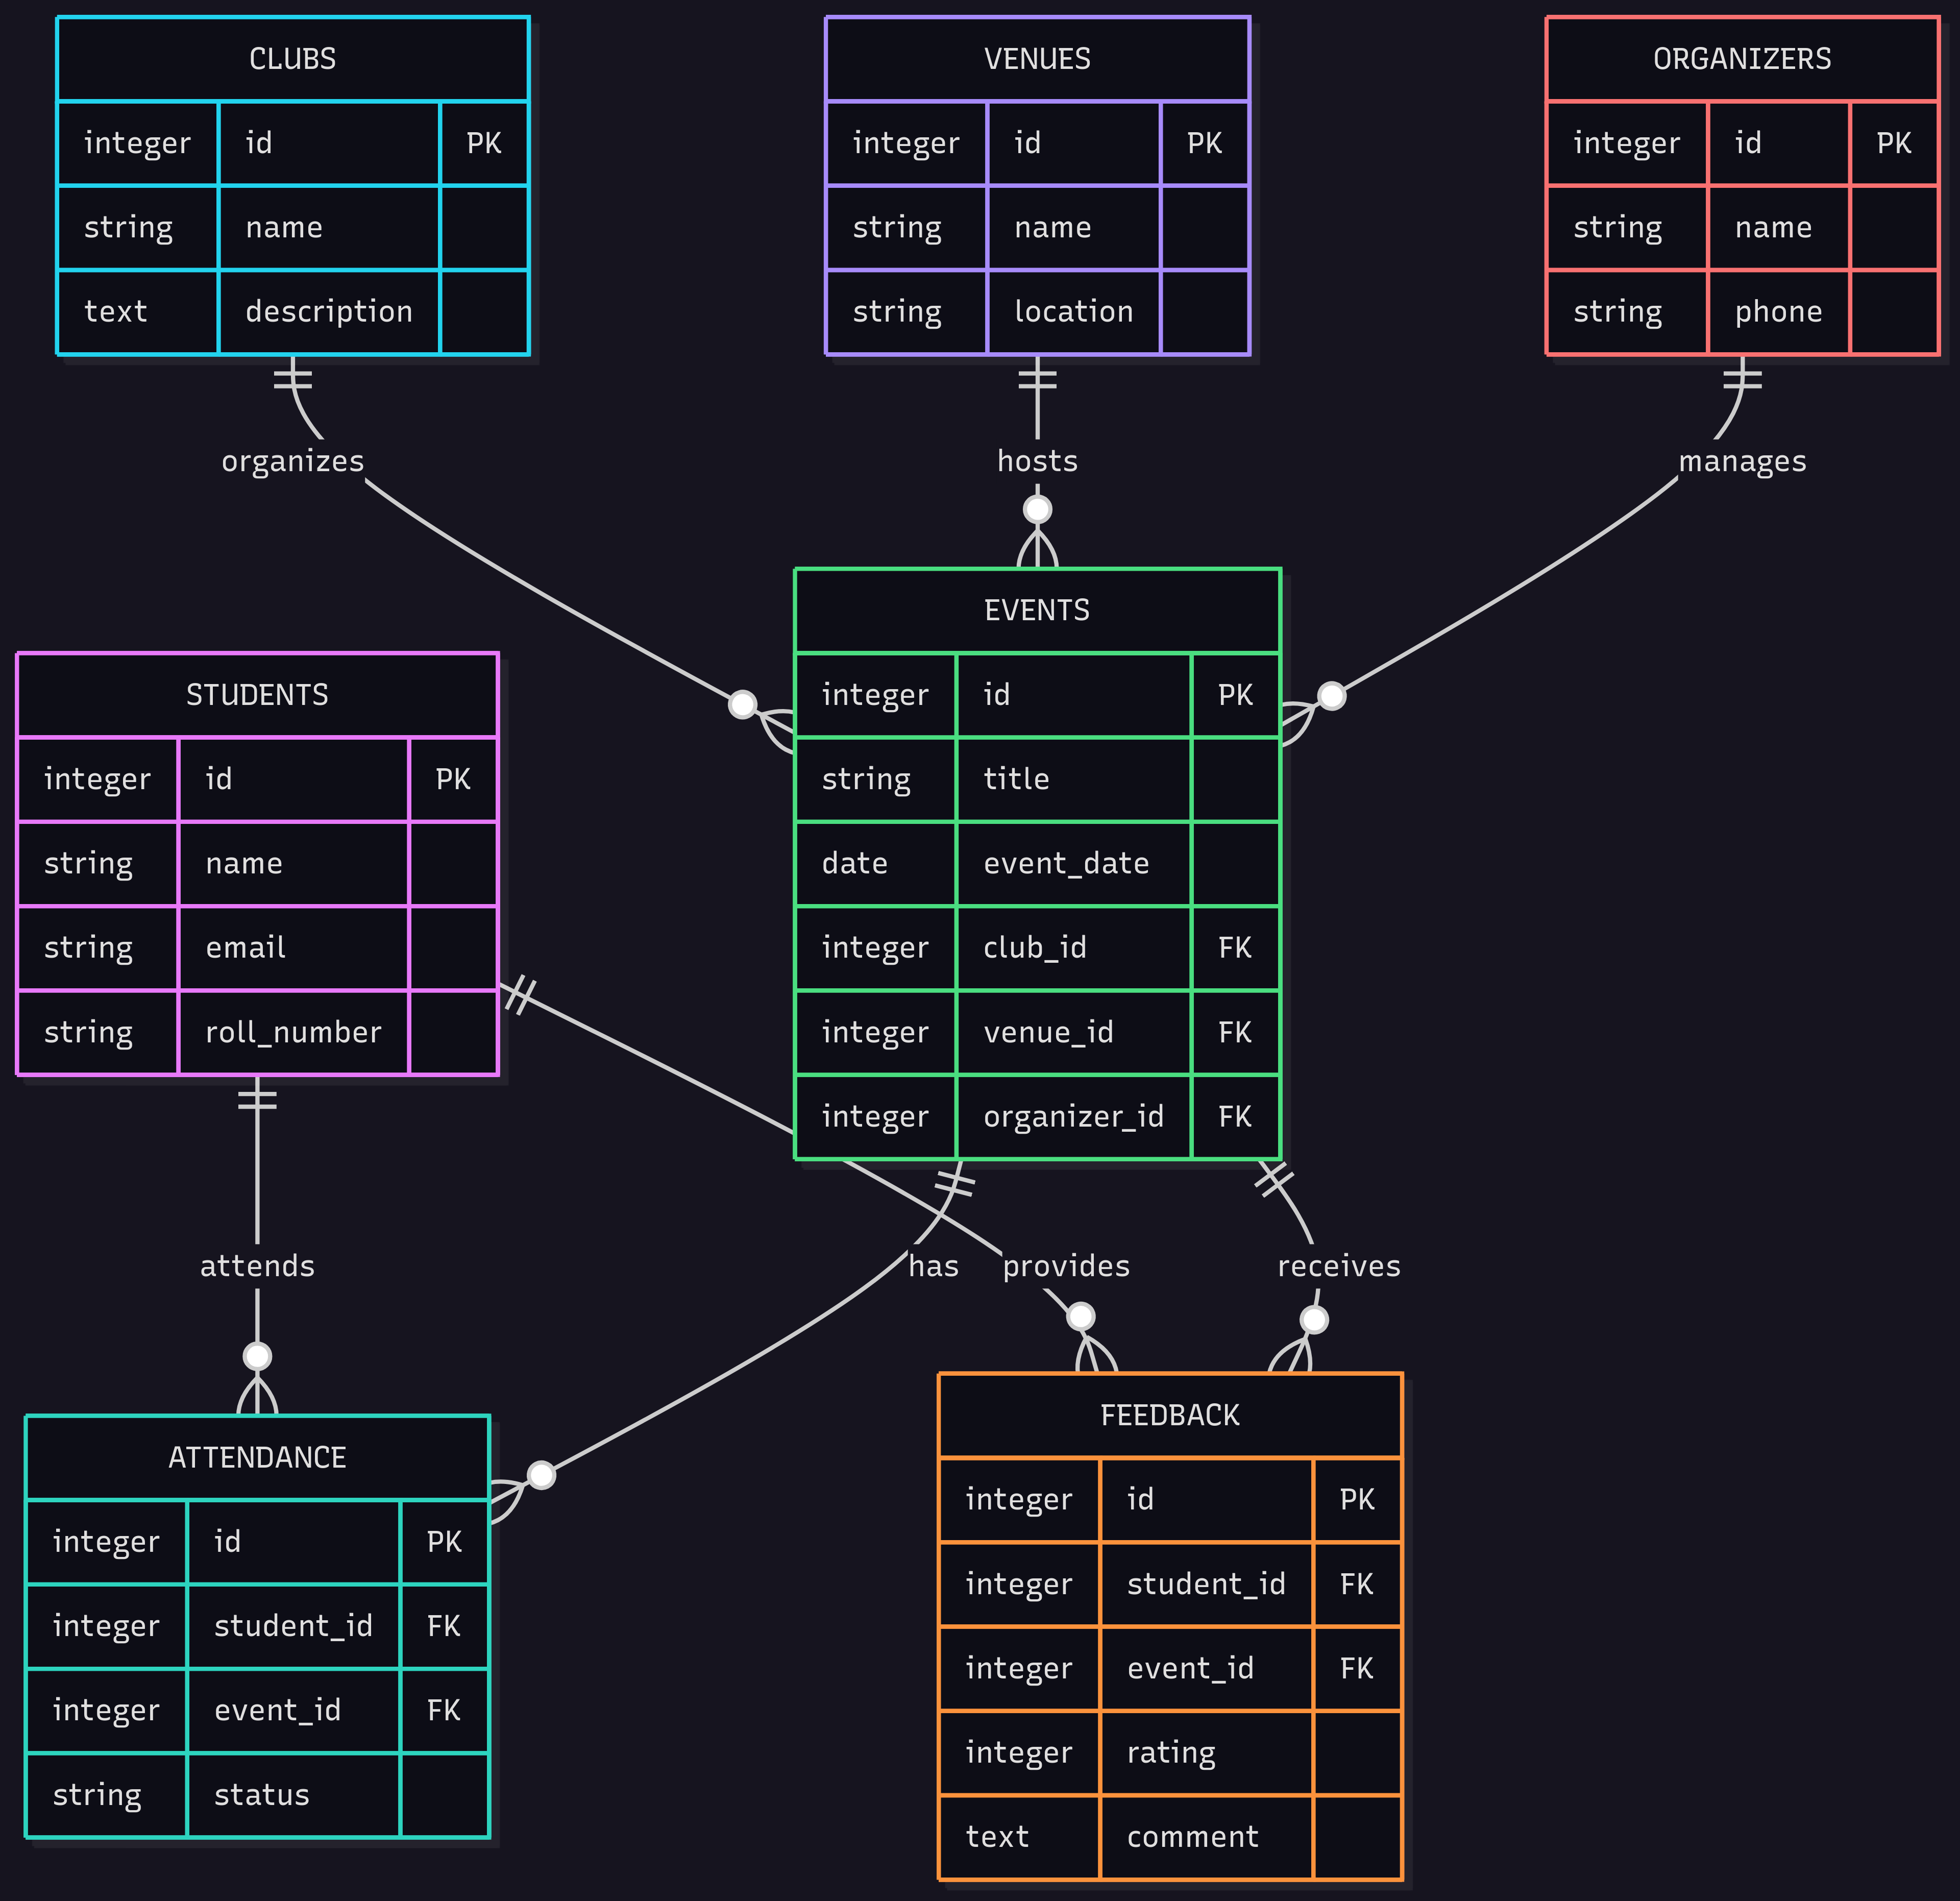 CLUBS
integer id PK
string name
text description
VENUES
integer id PK
string name
string location
ORGANIZERS
integer id PK
string name
string phone
organizes
hosts
manages
EVENTS
integer id PK
string title
date event_date
integer club_id FK
integer venue_id FK
integer organizer_id FK
STUDENTS
integer id PK
string name
string email
string roll_number
attends
has
provides
receives
ATTENDANCE
integer id PK
integer student_id FK
integer event_id FK
string status
FEEDBACK
integer id PK
integer student_id FK
integer event_id FK
integer rating
text comment